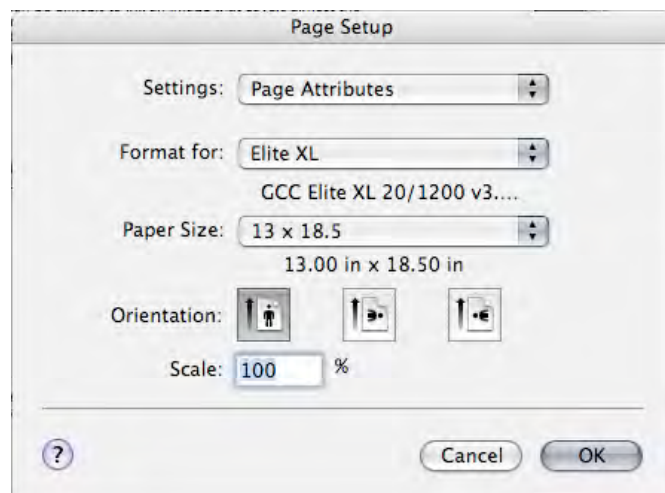 Page Setup
Settings: Page Attributes
Format for: Elite XL
GCC Elite XL 20/1200 v3....
Paper Size: 13 x 18.5
13.00 in x 18.50 in
Orientation:
Scale: 100 %
? Cancel OK